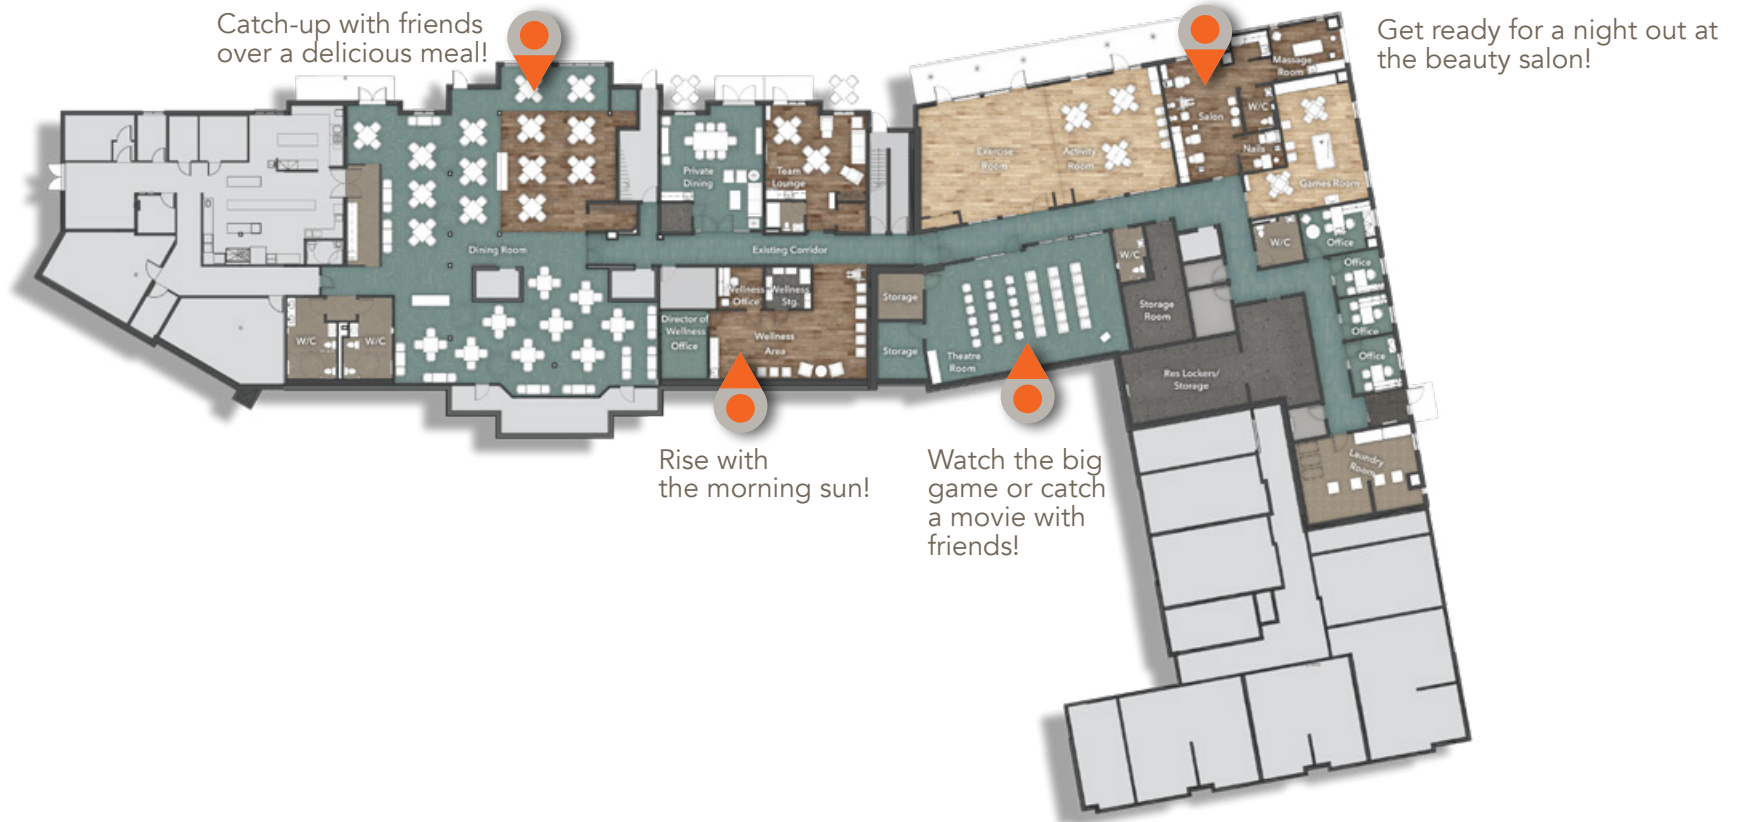 Catch-up with friends
over a delicious meal!
Get ready for a night out at
the beauty salon!
Massage
Room
W/C
Salon
Nails
Games Room
Exercise
Room
Activity
Room
Private
Dining
Team
Lounge
Dining Room
Existing Corridor
W/C
Office
W/C
Office
Office
Office
Storage
Room
Storage
Storage
Wellness
Office
Wellness
Stg.
Director of
Wellness
Office
Wellness
Area
Theatre
Room
W/C
W/C
Res Lockers/
Storage
Laundry
Room
Rise with
the morning sun!
Watch the big
game or catch
a movie with
friends!